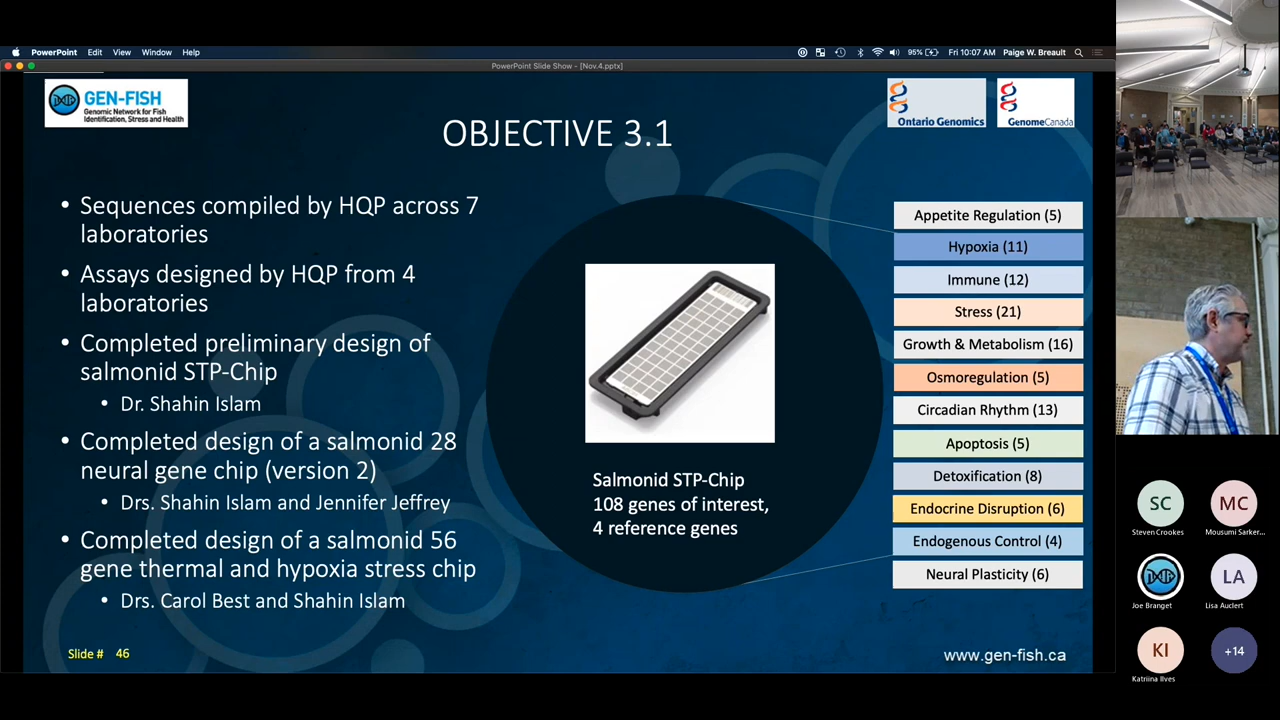 PowerPoint Edit View Window Help
95% Fri 10:07 AM Paige W. Breault
PowerPoint Slide Show - [Nov.4.pptx]
GEN-FISH
Genomic Network for Fish
Identification, Stress and Health
Ontario Genomics
GenomeCanada
OBJECTIVE 3.1
• Sequences compiled by HQP across 7
laboratories
• Assays designed by HQP from 4
laboratories
• Completed preliminary design of
salmonid STP-Chip
• Dr. Shahin Islam
• Completed design of a salmonid 28
neural gene chip (version 2)
• Drs. Shahin Islam and Jennifer Jeffrey
• Completed design of a salmonid 56
gene thermal and hypoxia stress chip
• Drs. Carol Best and Shahin Islam
Salmonid STP-Chip
108 genes of interest,
4 reference genes
Appetite Regulation (5)
Hypoxia (11)
Immune (12)
Stress (21)
Growth & Metabolism (16)
Osmoregulation (5)
Circadian Rhythm (13)
Apoptosis (5)
Detoxification (8)
Endocrine Disruption (6)
Endogenous Control (4)
Neural Plasticity (6)
Slide # 46
www.gen-fish.ca
SC
Steven Crookes
MC
Mousumi Sarker...
Joe Branget
LA
Lisa Auclert
KI
Katriina Ilves
+14